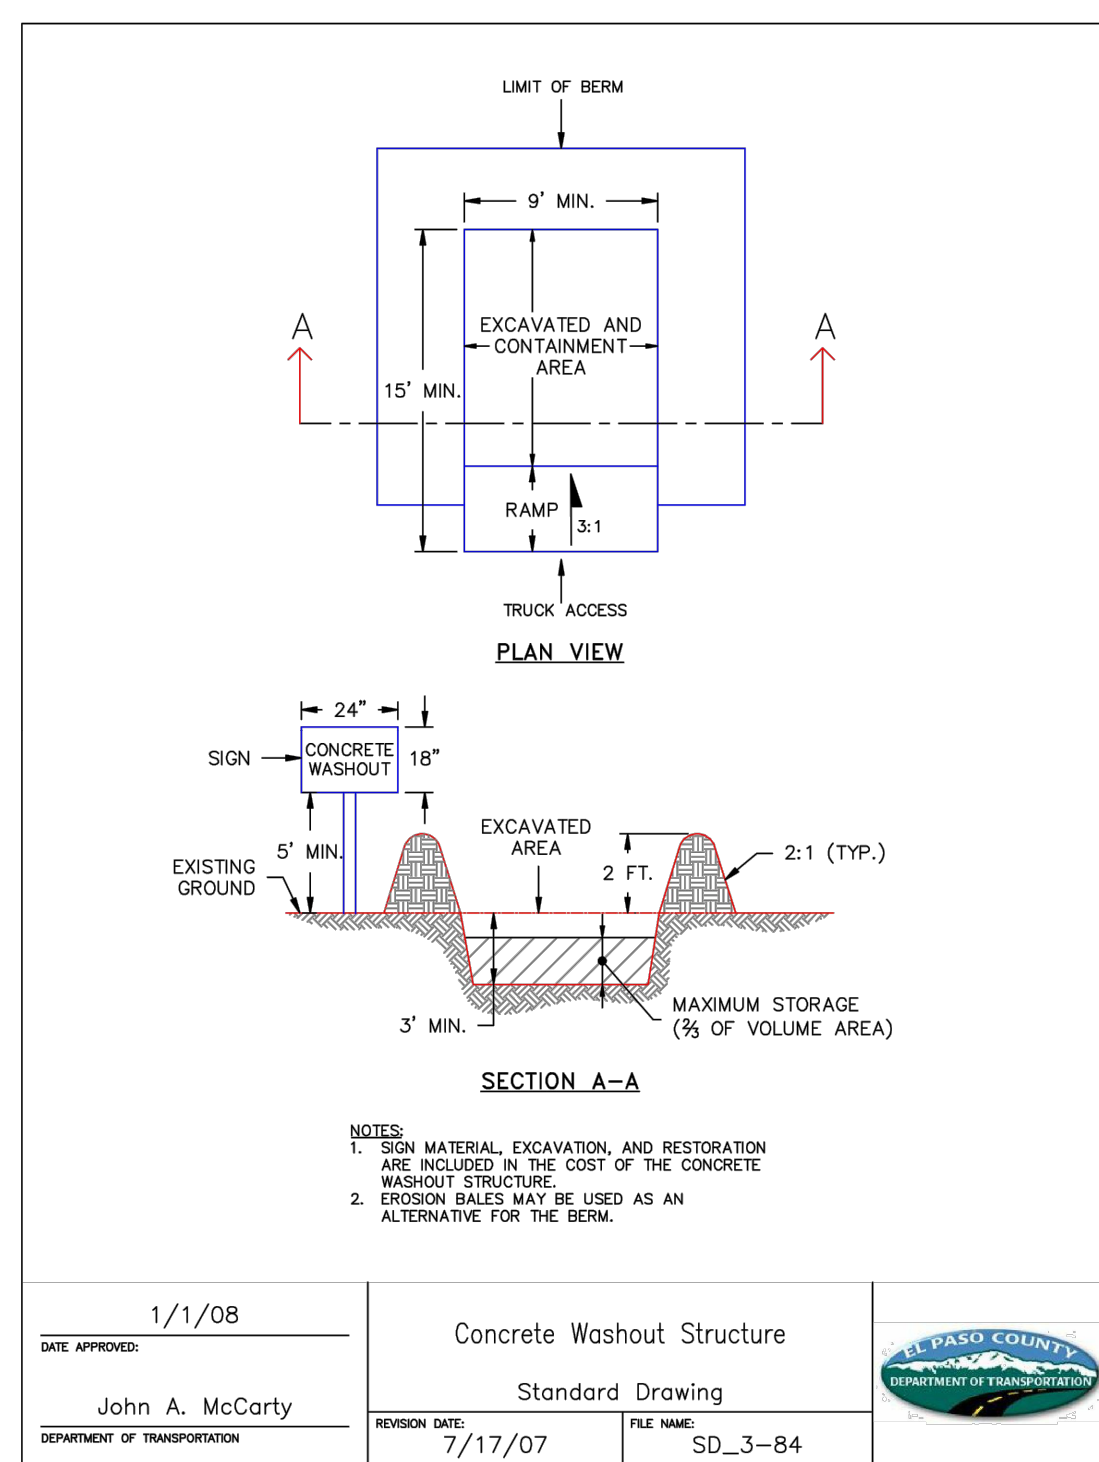 LIMIT OF BERM
9' MIN.
A
A
EXCAVATED AND
CONTAINMENT
AREA
15' MIN.
RAMP
3:1
TRUCK ACCESS
PLAN VIEW
24"
SIGN
CONCRETE
WASHOUT
18"
5' MIN.
EXCAVATED
AREA
2 FT.
2:1 (TYP.)
EXISTING
GROUND
3' MIN.
MAXIMUM STORAGE
(⅔ OF VOLUME AREA)
SECTION A-A
NOTES:
1. SIGN MATERIAL, EXCAVATION, AND RESTORATION
ARE INCLUDED IN THE COST OF THE CONCRETE
WASHOUT STRUCTURE.
2. EROSION BALES MAY BE USED AS AN
ALTERNATIVE FOR THE BERM.
1/1/08
DATE APPROVED:
John A. McCarty
DEPARTMENT OF TRANSPORTATION
Concrete Washout Structure
Standard Drawing
REVISION DATE:
7/17/07
FILE NAME:
SD_3-84
EL PASO COUNTY
DEPARTMENT OF TRANSPORTATION